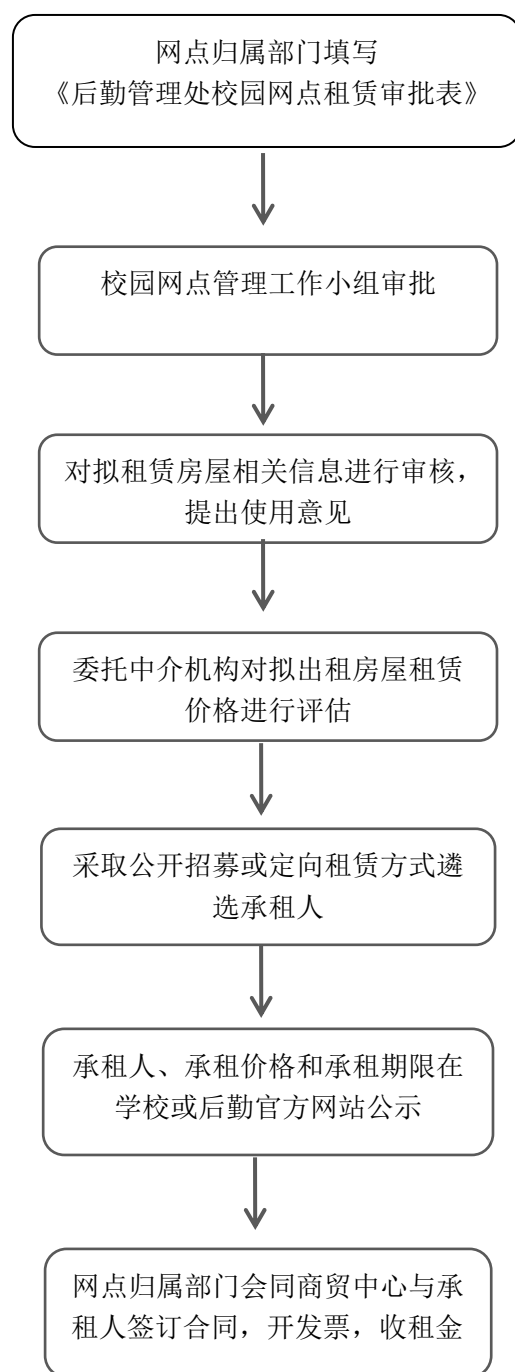 网点归属部门填写
《后勤管理处校园网点租赁审批表》
校园网点管理工作小组审批
对拟租赁房屋相关信息进行审核，
提出使用意见
委托中介机构对拟出租房屋租赁
价格进行评估
采取公开招募或定向租赁方式遴
选承租人
承租人、承租价格和承租期限在
学校或后勤官方网站公示
网点归属部门会同商贸中心与承
租人签订合同，开发票，收租金